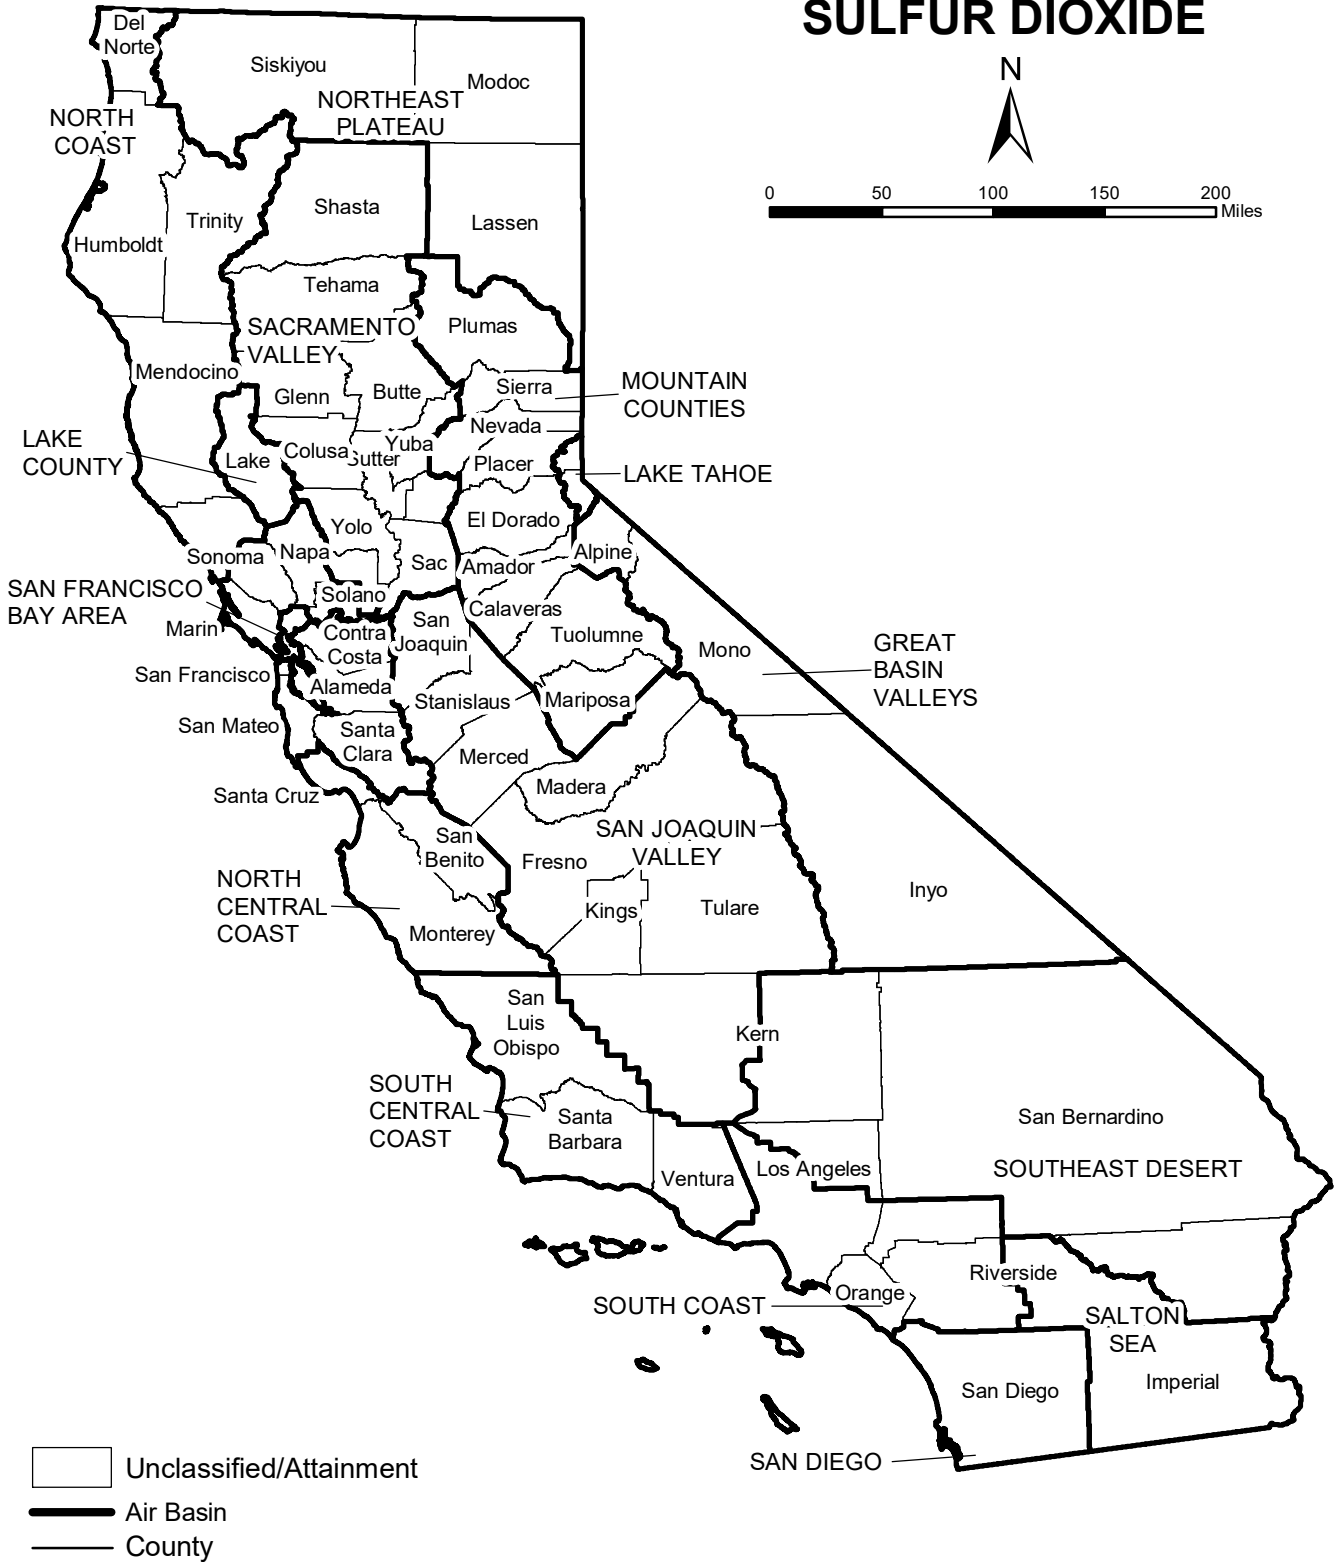 SULFUR DIOXIDE
N
0 50 100 150 200
Miles
Del
Norte
Siskiyou
Modoc
NORTHEAST
PLATEAU
NORTH
COAST
Shasta
Trinity
Lassen
Humboldt
Tehama
SACRAMENTO
VALLEY
Plumas
Mendocino
Glenn
Butte
Sierra
MOUNTAIN
COUNTIES
Nevada
LAKE
COUNTY
Lake
Colusa
Sutter
Yuba
Placer
LAKE TAHOE
Yolo
El Dorado
Sonoma
Napa
Sac
Amador
Alpine
SAN FRANCISCO
BAY AREA
Solano
Marin
Contra
Costa
San
Joaquin
Calaveras
Tuolumne
Mono
GREAT
BASIN
VALLEYS
San Francisco
Alameda
Stanislaus
Mariposa
San Mateo
Santa
Clara
Merced
Madera
Santa Cruz
San
Benito
SAN JOAQUIN
VALLEY
Fresno
NORTH
CENTRAL
COAST
Kings
Tulare
Inyo
Monterey
San
Luis
Obispo
Kern
SOUTH
CENTRAL
COAST
Santa
Barbara
San Bernardino
Ventura
Los Angeles
SOUTHEAST DESERT
Riverside
Orange
SOUTH COAST
SALTON
SEA
San Diego
Imperial
SAN DIEGO
Unclassified/Attainment
Air Basin
County